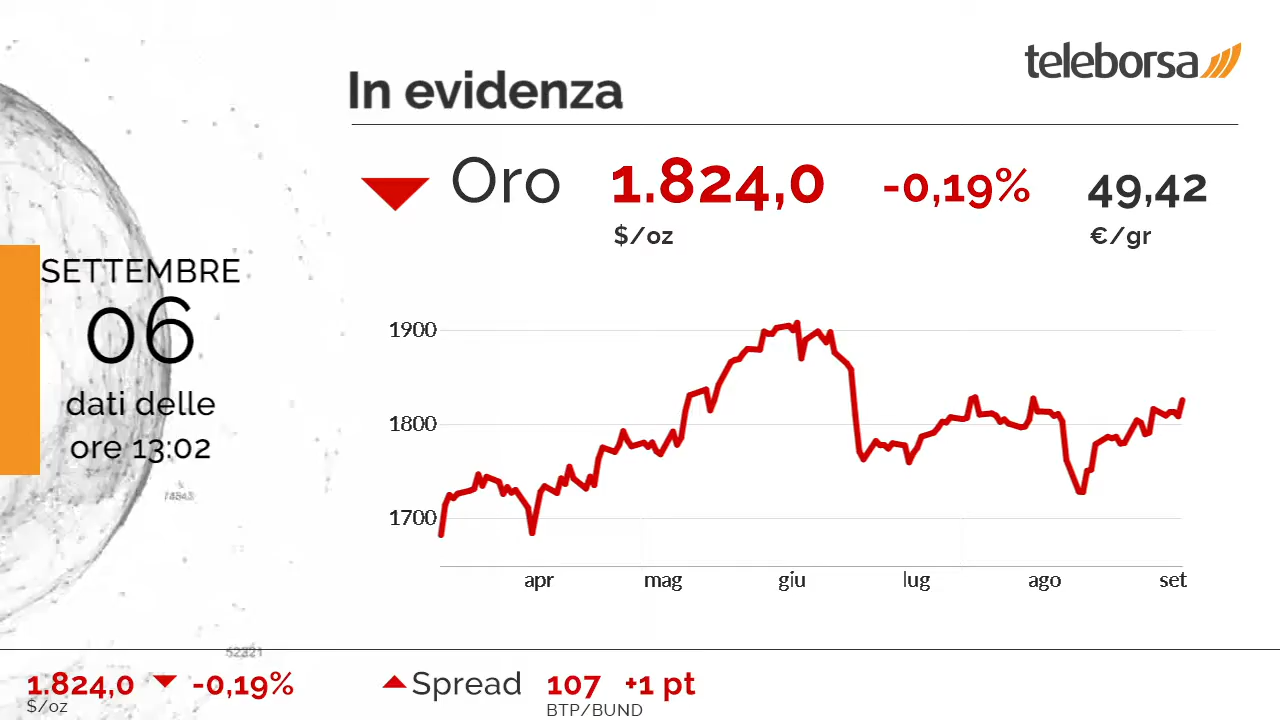 teleborsa
In evidenza
Oro 1.824,0 -0,19% 49,42
$/oz €/gr
SETTEMBRE
06
dati delle
ore 13:02
74843
1900
1800
1700
apr mag giu lug ago set
52321
1.824,0 -0,19% Spread 107 +1 pt
$/oz BTP/BUND